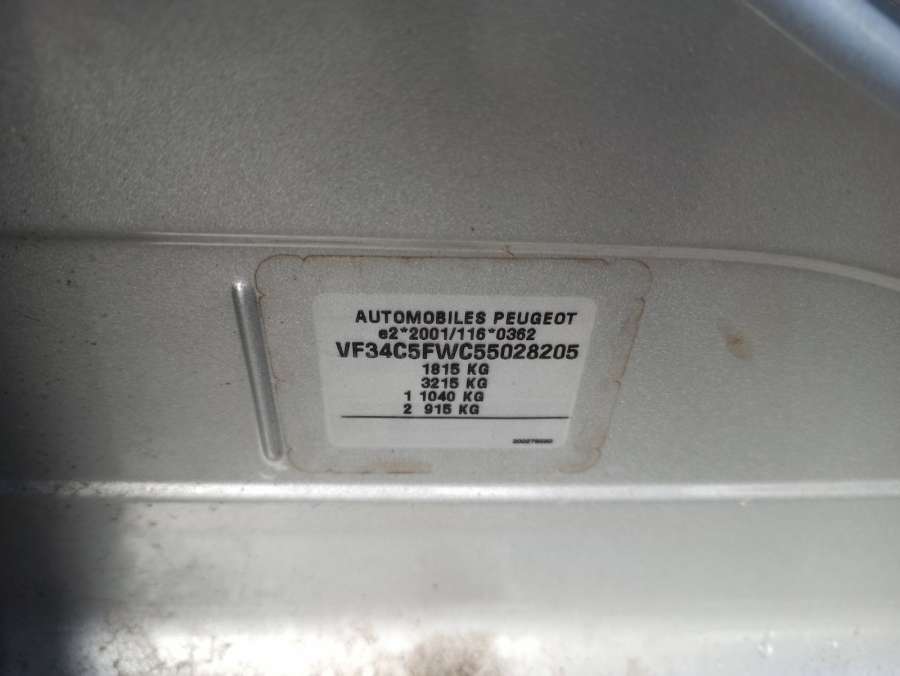 AUTOMOBILES PEUGEOT
e2*2001/116*0362
VF34C5FWC55028205
1815 KG
3215 KG
1 1040 KG
2 915 KG